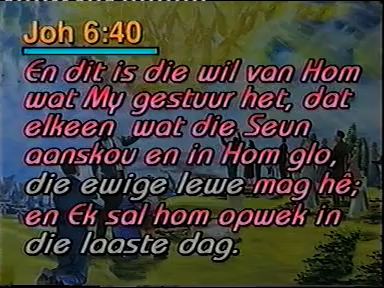 Joh 6:40
En dit is die wil van Hom
wat My gestuur het, dat
elkeen wat die Seun
aanskou en in Hom glo,
die ewige lewe mag hê;
en Ek sal hom opwek in
die laaste dag.